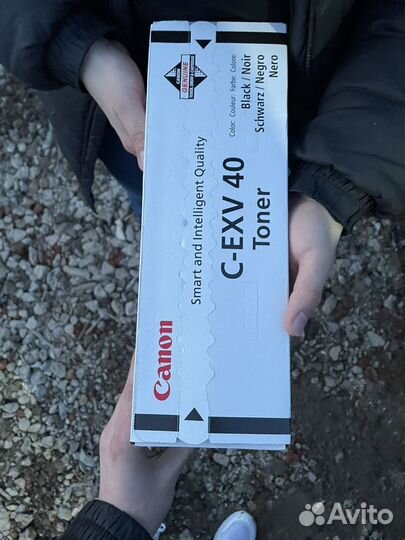 Canon
Smart and Intelligent Quality
C-EXV 40
Toner
CANON
GENUINE
Color: Couleur: Farbe: Colore:
Black / Noir
Schwarz / Negro
Nero
Avito